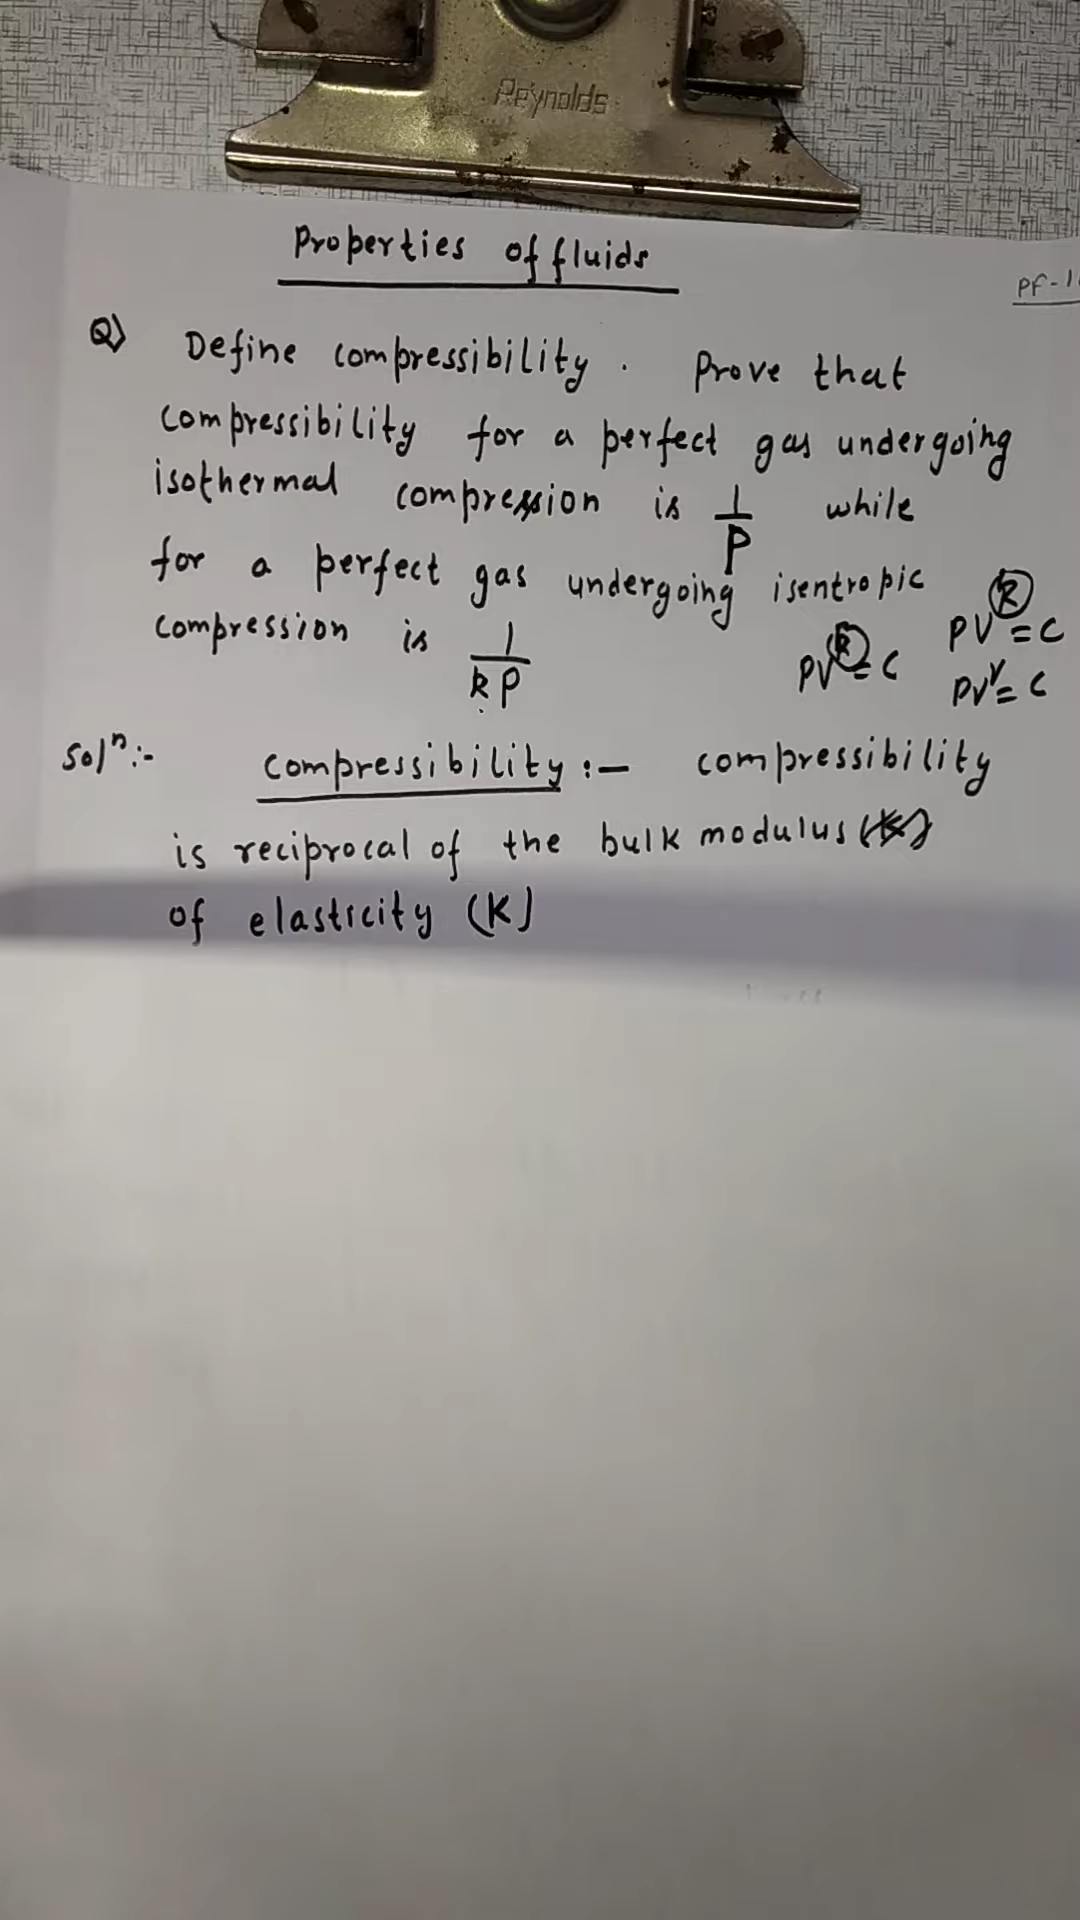 Reynolds
Properties of fluids
PF-1
Q) Define compressibility. Prove that
compressibility for a perfect gas undergoing
isothermal compression is 1/P while
for a perfect gas undergoing isentropic
compression is 1/kP
PV^k=C PV^k=C
PV^γ=C
Solⁿ:- compressibility:- compressibility
is reciprocal of the bulk modulus
of elasticity (K)